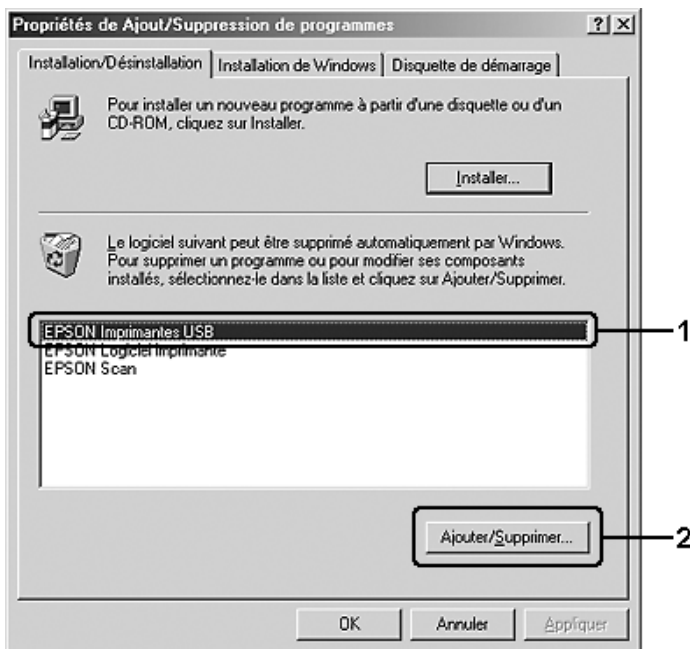 Propriétés de Ajout/Suppression de programmes
Installation/Désinstallation Installation de Windows Disquette de démarrage
Pour installer un nouveau programme à partir d'une disquette ou d'un
CD-ROM, cliquez sur Installer.
Installer...
Le logiciel suivant peut être supprimé automatiquement par Windows.
Pour supprimer un programme ou pour modifier ses composants
installés, sélectionnez-le dans la liste et cliquez sur Ajouter/Supprimer.
EPSON Imprimantes USB
1
EPSON Logiciel imprimante
EPSON Scan
Ajouter/Supprimer...
2
OK Annuler Appliquer